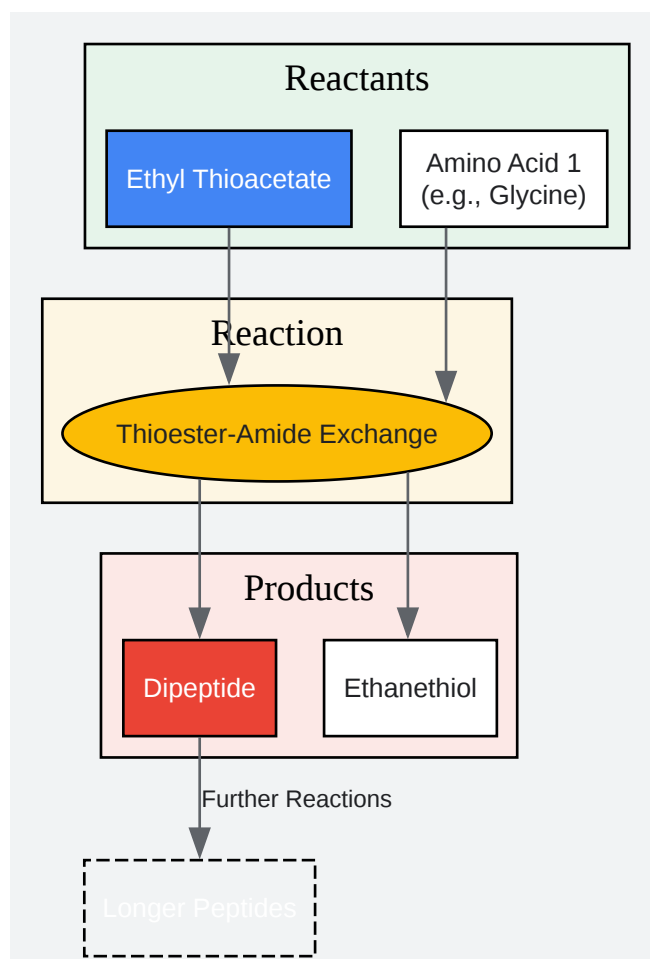 Reactants
Ethyl Thioacetate
Amino Acid 1
(e.g., Glycine)
Reaction
Thioester-Amide Exchange
Products
Dipeptide
Ethanethiol
Further Reactions
Longer Peptides